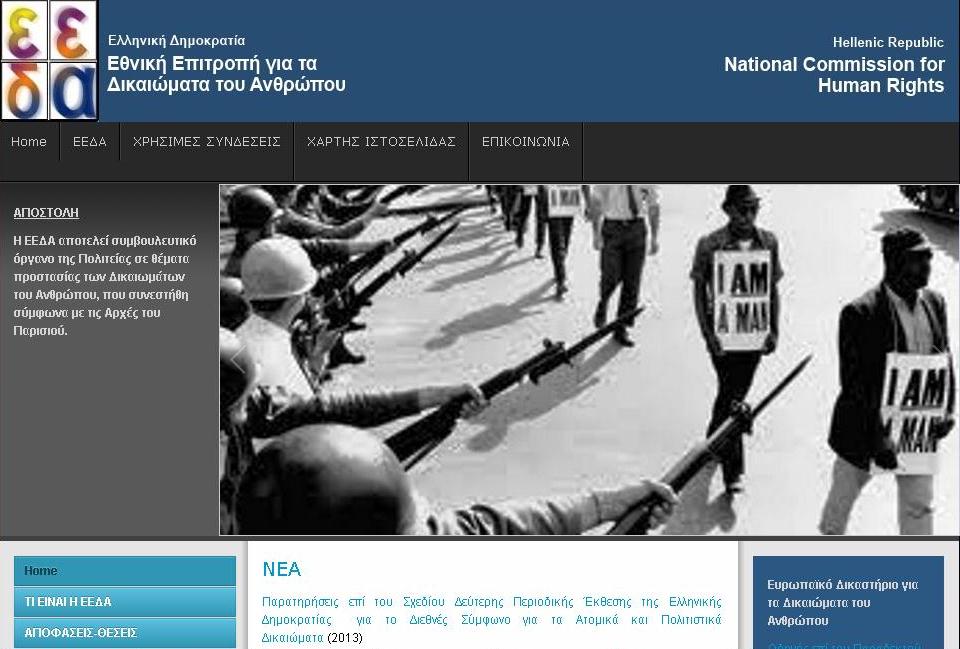 εε
δα
Ελληνική Δημοκρατία
Εθνική Επιτροπή για τα
Δικαιώματα του Ανθρώπου
Hellenic Republic
National Commission for
Human Rights
Home
ΕΕΔΑ
ΧΡΗΣΙΜΕΣ ΣΥΝΔΕΣΕΙΣ
ΧΑΡΤΗΣ ΙΣΤΟΣΕΛΙΔΑΣ
ΕΠΙΚΟΙΝΩΝΙΑ
ΑΠΟΣΤΟΛΗ
Η ΕΕΔΑ αποτελεί συμβουλευτικό
όργανο της Πολιτείας σε θέματα
προστασίας των Δικαιωμάτων
του Ανθρώπου, που συνεστήθη
σύμφωνα με τις Αρχές του
Παρισιού.
I AM
A MAN
I AM
A MAN
Home
ΤΙ ΕΙΝΑΙ Η ΕΕΔΑ
ΑΠΟΦΑΣΕΙΣ-ΘΕΣΕΙΣ
ΝΕΑ
Παρατηρήσεις επί του Σχεδίου Δεύτερης Περιοδικής Έκθεσης της Ελληνικής
Δημοκρατίας για το Διεθνές Σύμφωνο για τα Ατομικά και Πολιτιστικά
Δικαιώματα (2013)
Ευρωπαϊκό Δικαστήριο για
τα Δικαιώματα του
Ανθρώπου